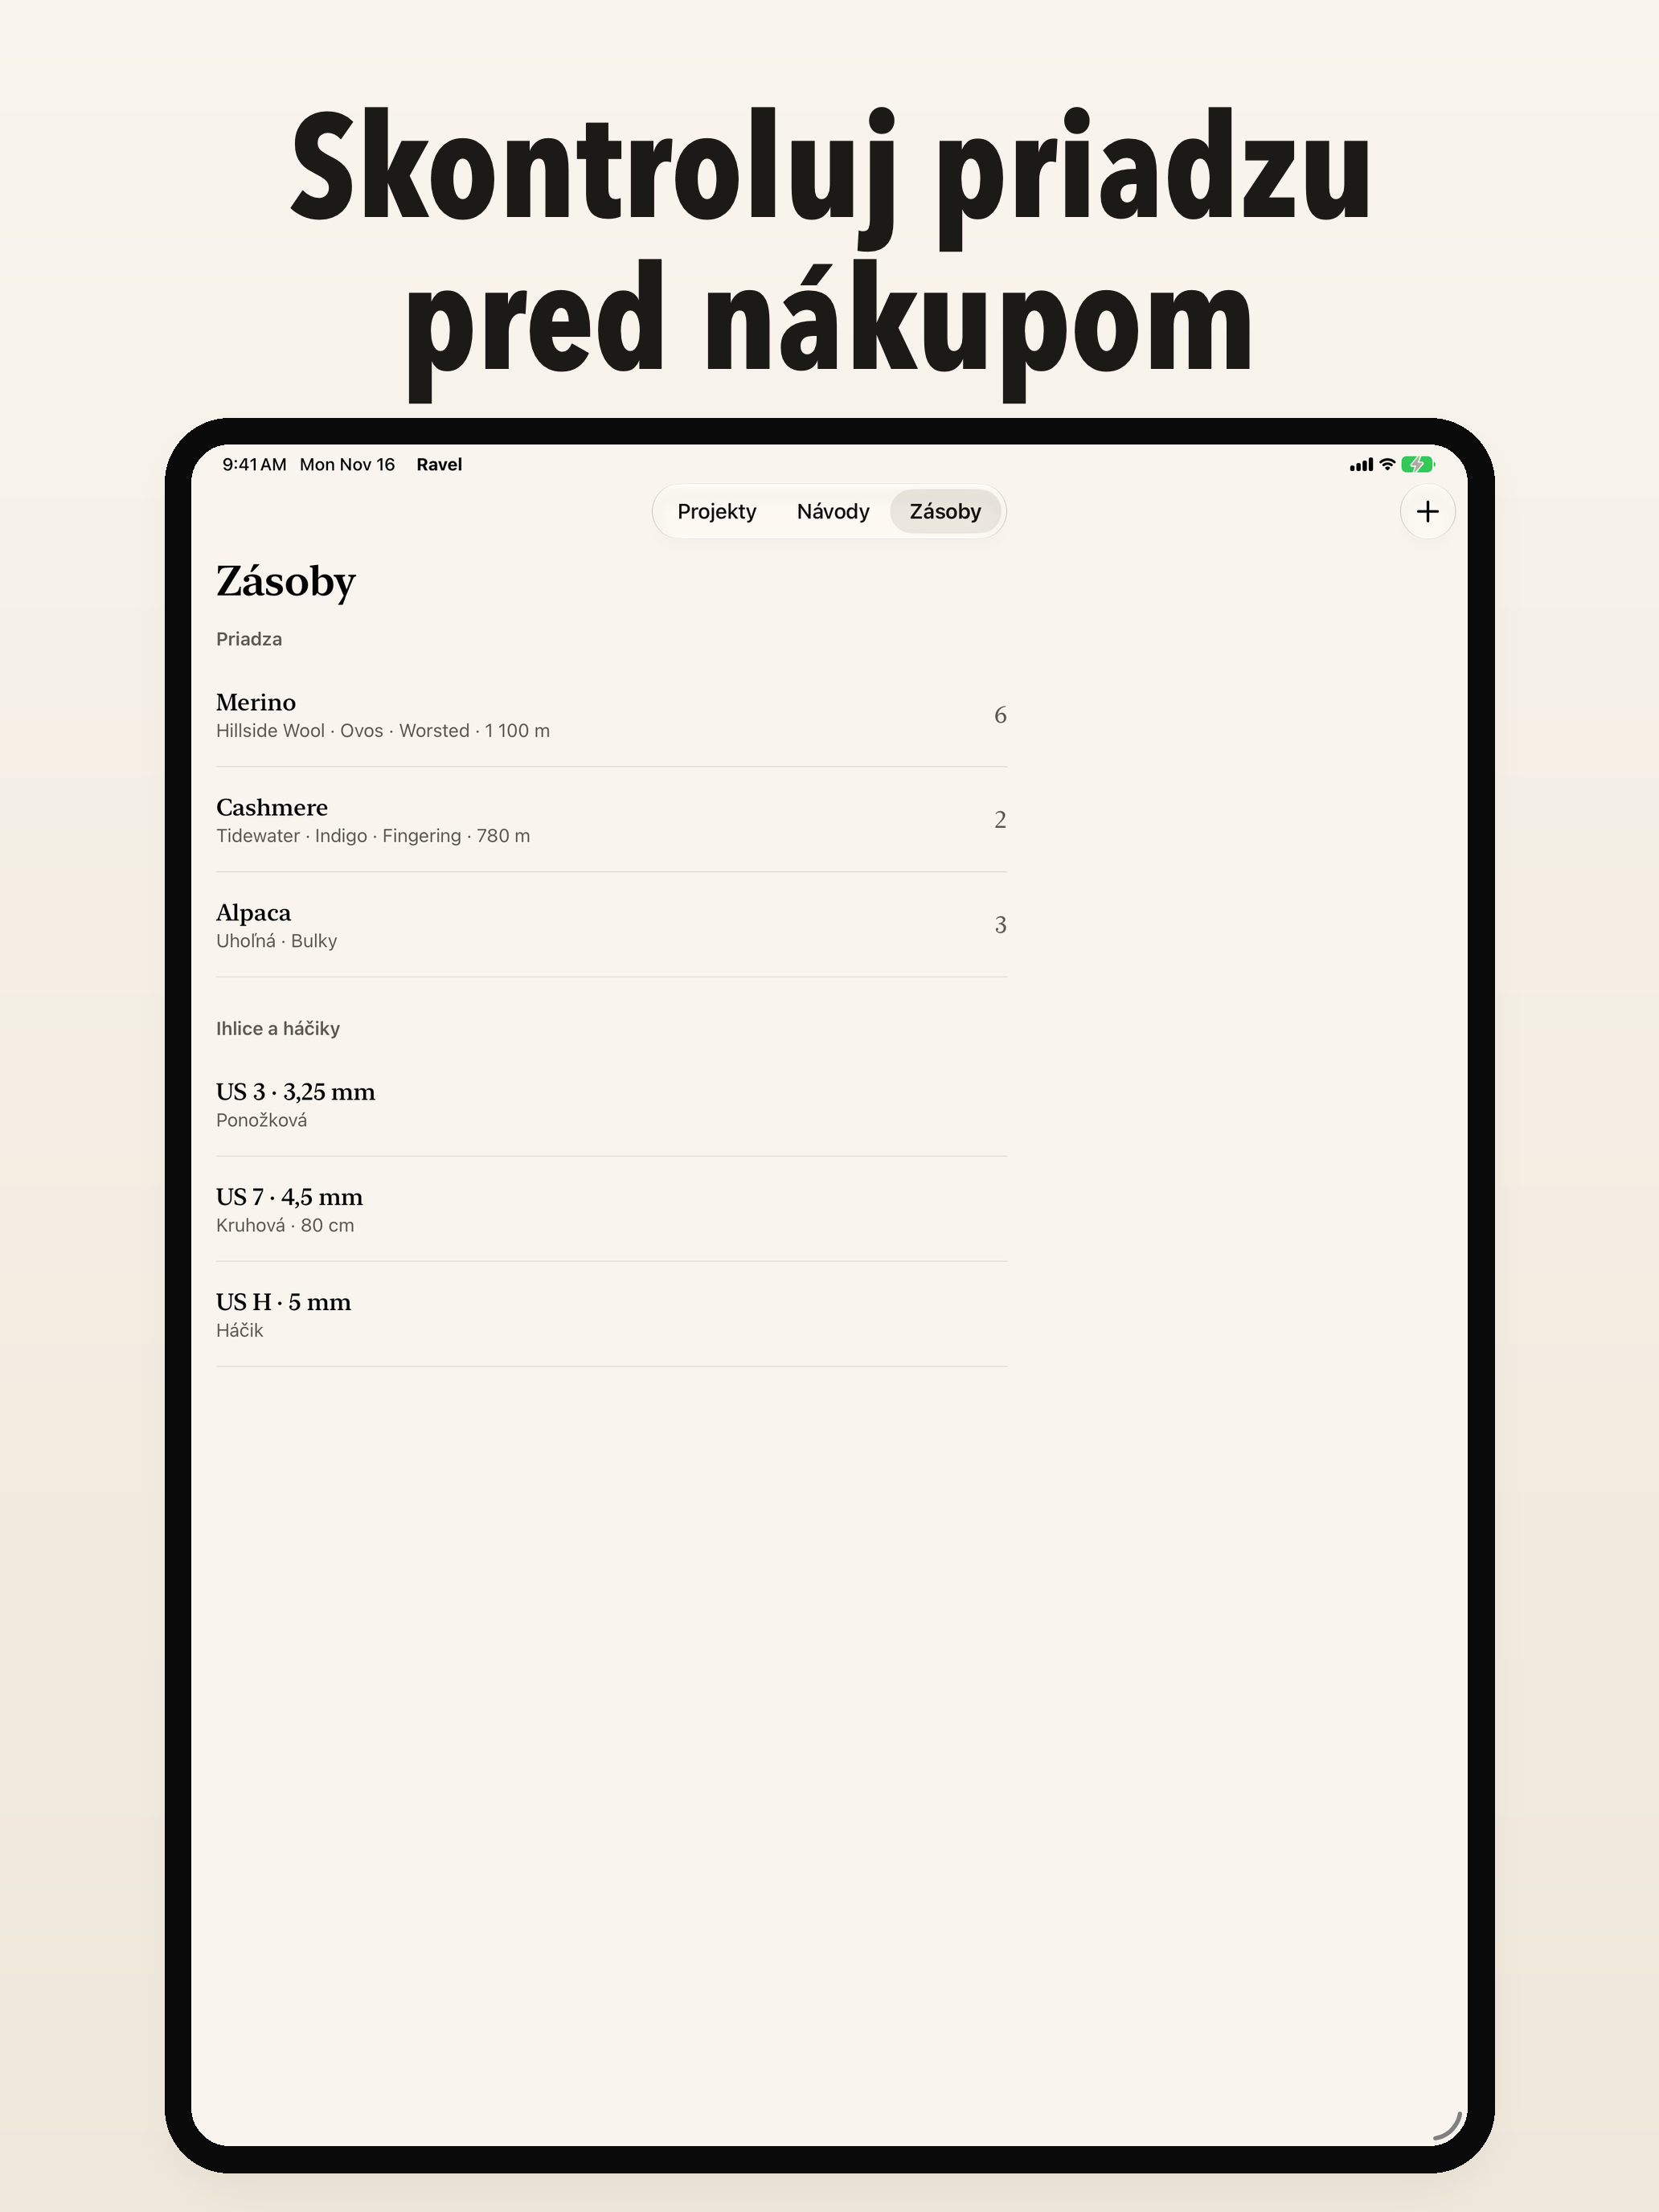 Skontroluj priadzu
pred nákupom
9:41 AM Mon Nov 16 Ravel
Projekty Návody Zásoby
Zásoby
Priadza
Merino
6
Hillside Wool · Ovos · Worsted · 1 100 m
Cashmere
2
Tidewater · Indigo · Fingering · 780 m
Alpaca
3
Uhoľná · Bulky
Ihlice a háčiky
US 3 · 3,25 mm
Ponožková
US 7 · 4,5 mm
Kruhová · 80 cm
US H · 5 mm
Háčik